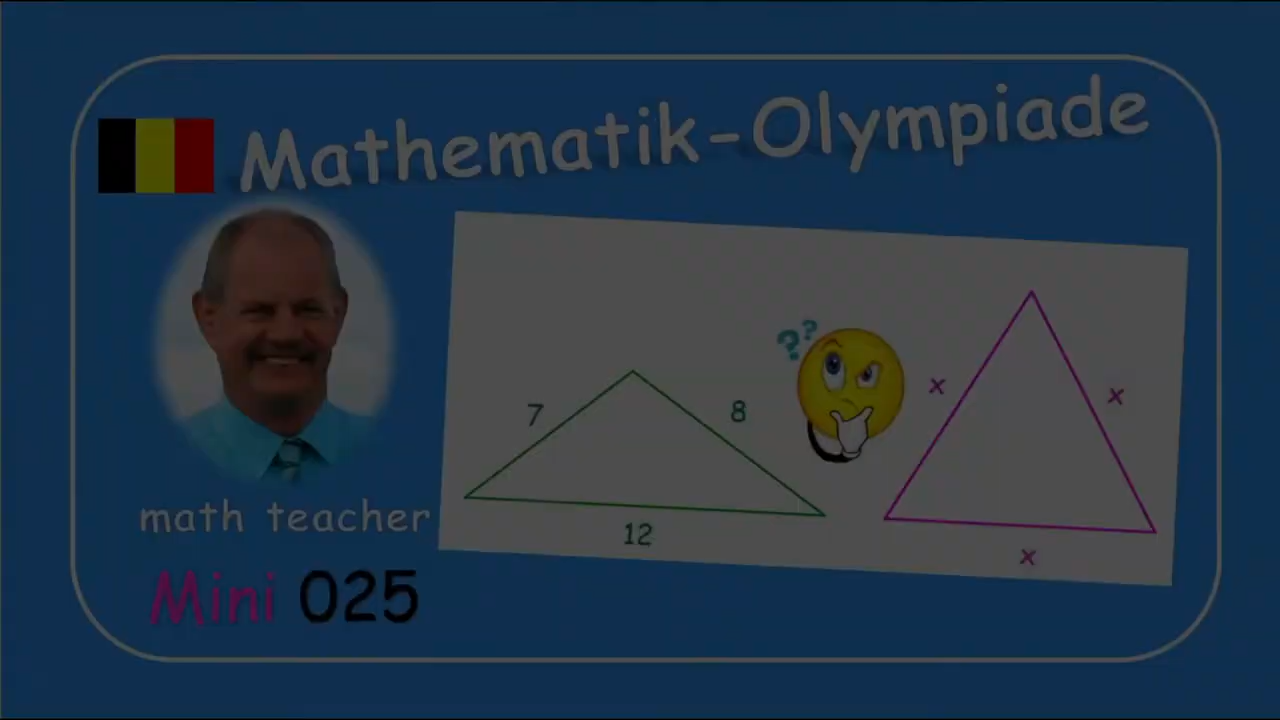 Mathematik-Olympiade
??
7
8
12
x
x
x
math teacher
Mini 025